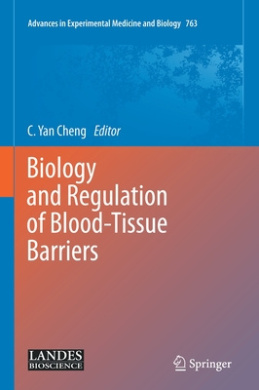 Advances in Experimental Medicine and Biology 763
C. Yan Cheng Editor
Biology
and Regulation
of Blood-Tissue
Barriers
LANDES
BIOSCIENCE
Springer